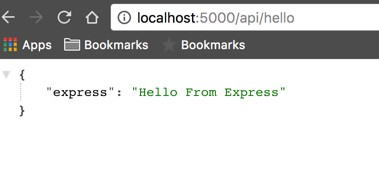 localhost:5000/api/hello
Apps Bookmarks Bookmarks
{
"express": "Hello From Express"
}